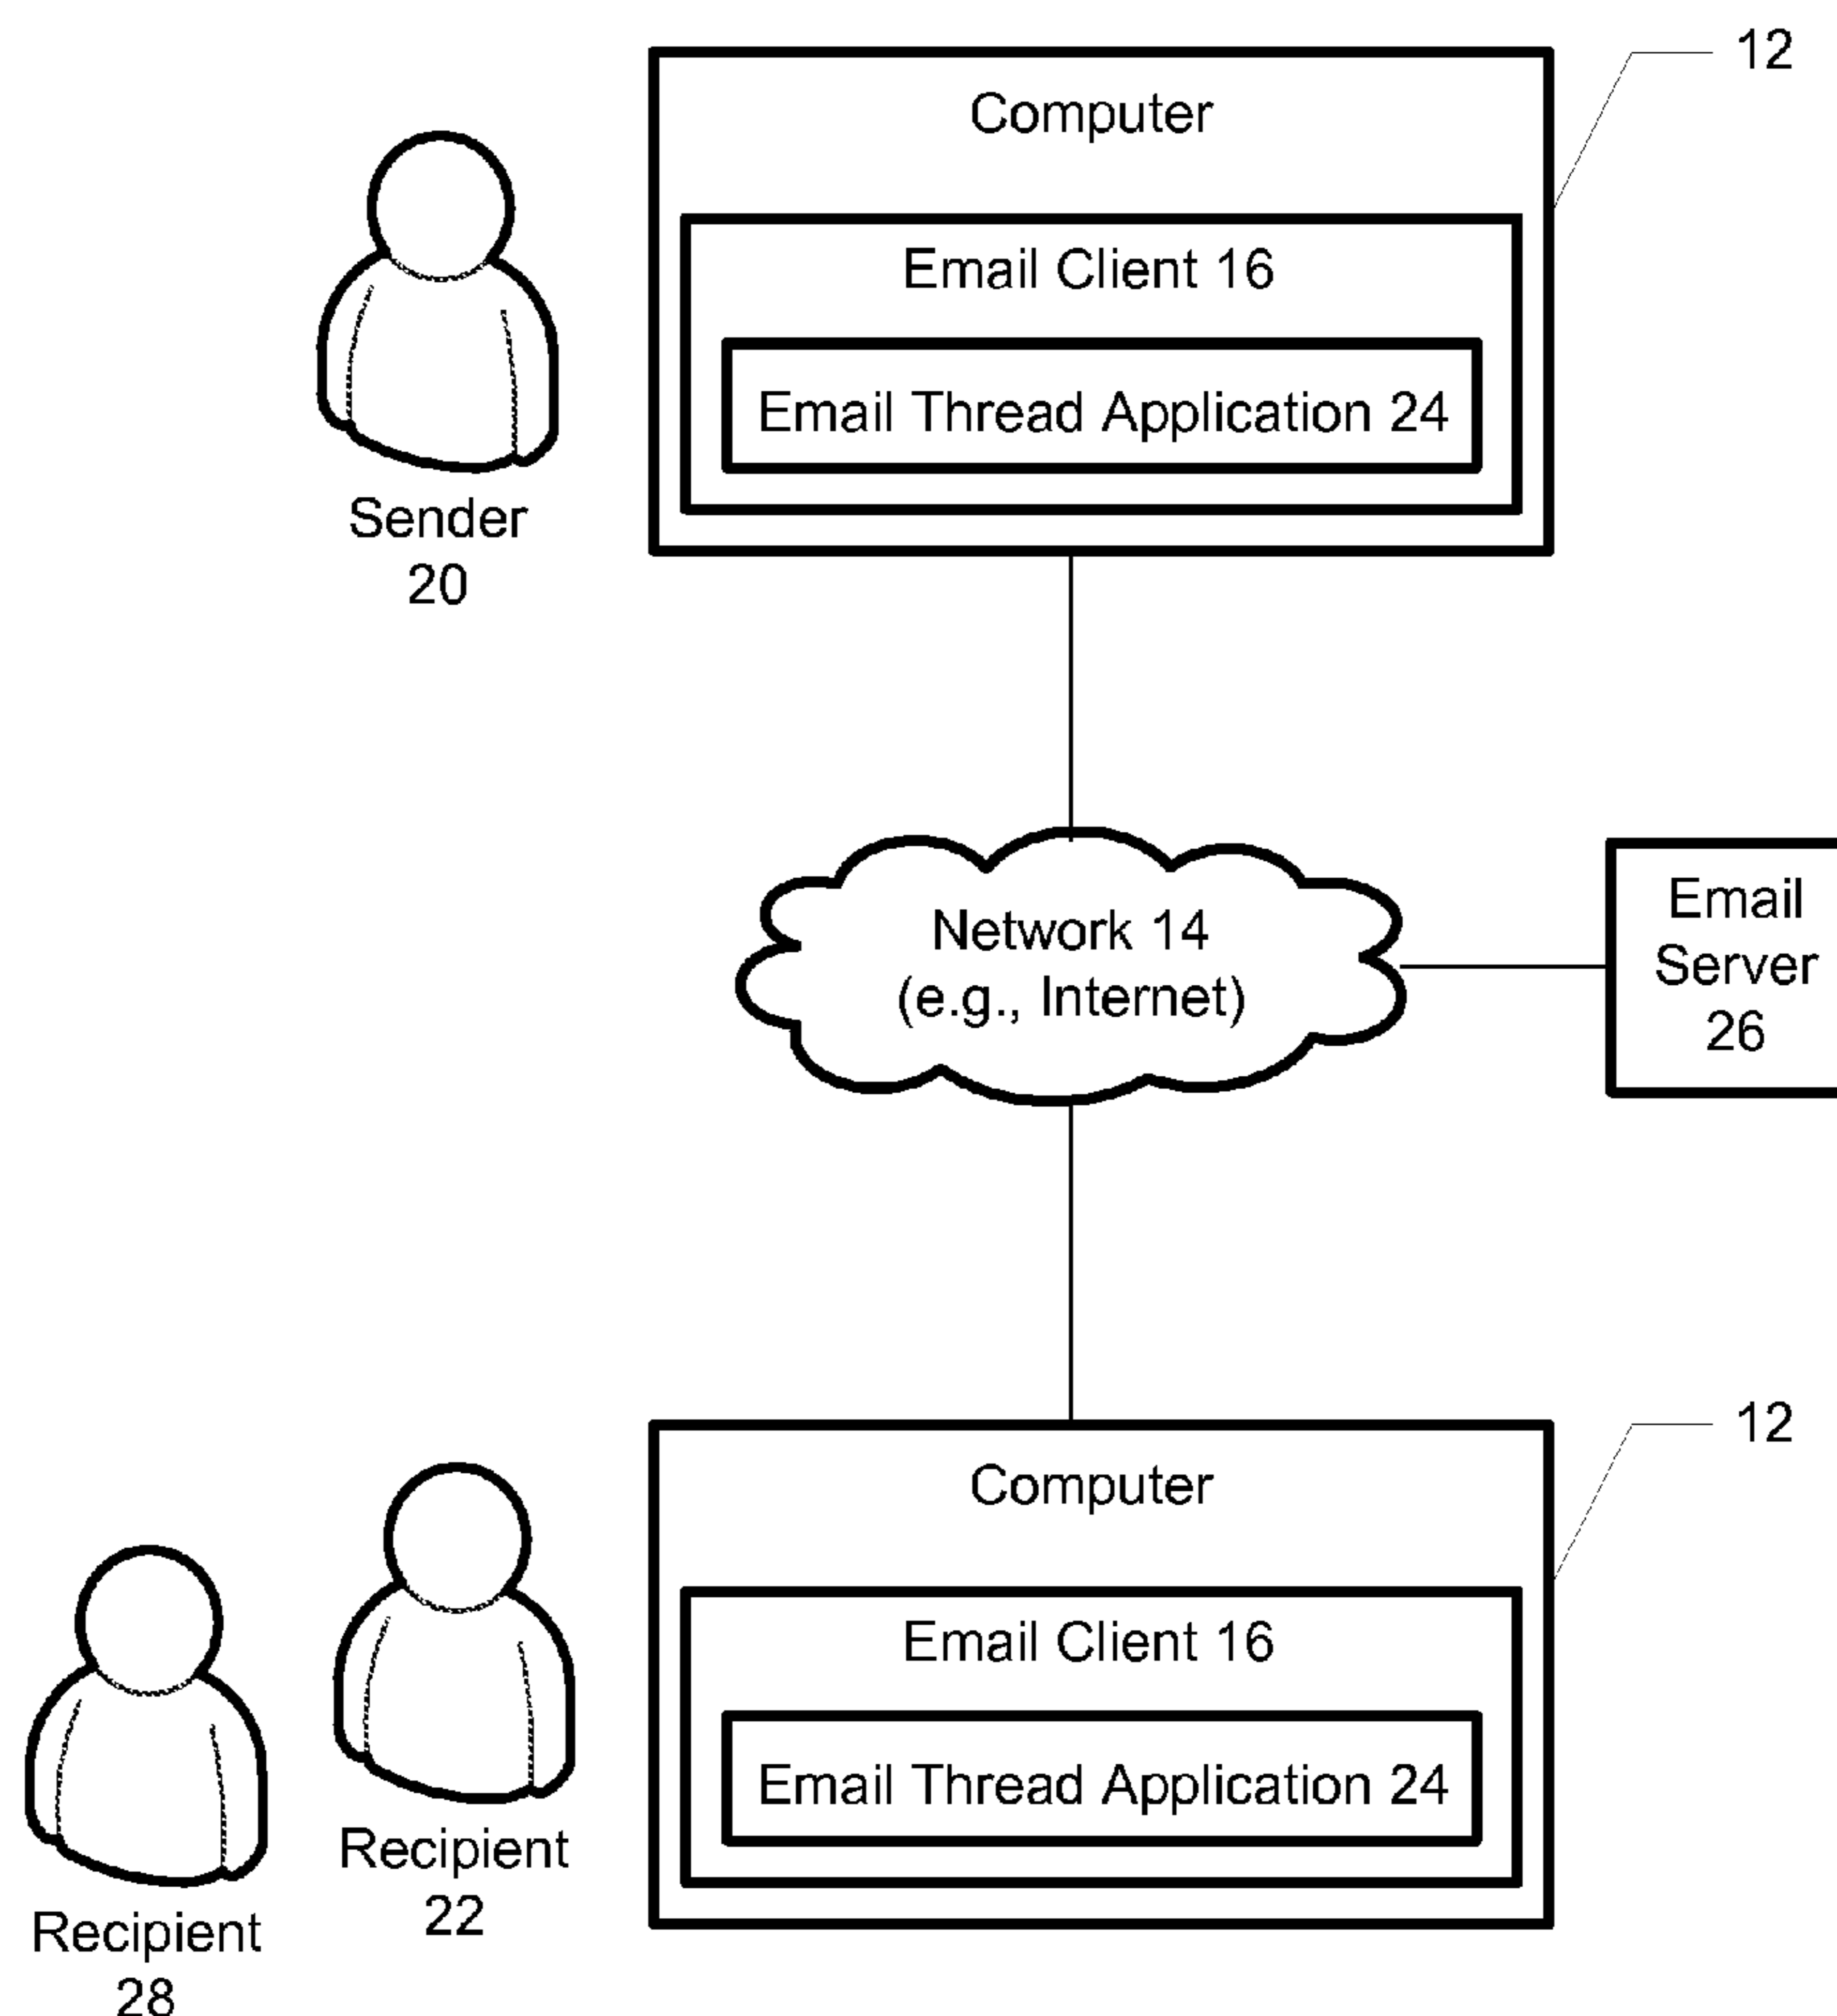 12
Computer
Email Client 16
Email Thread Application 24
Sender
20
Network 14
(e.g., Internet)
Email
Server
26
12
Computer
Email Client 16
Email Thread Application 24
Recipient
22
Recipient
28